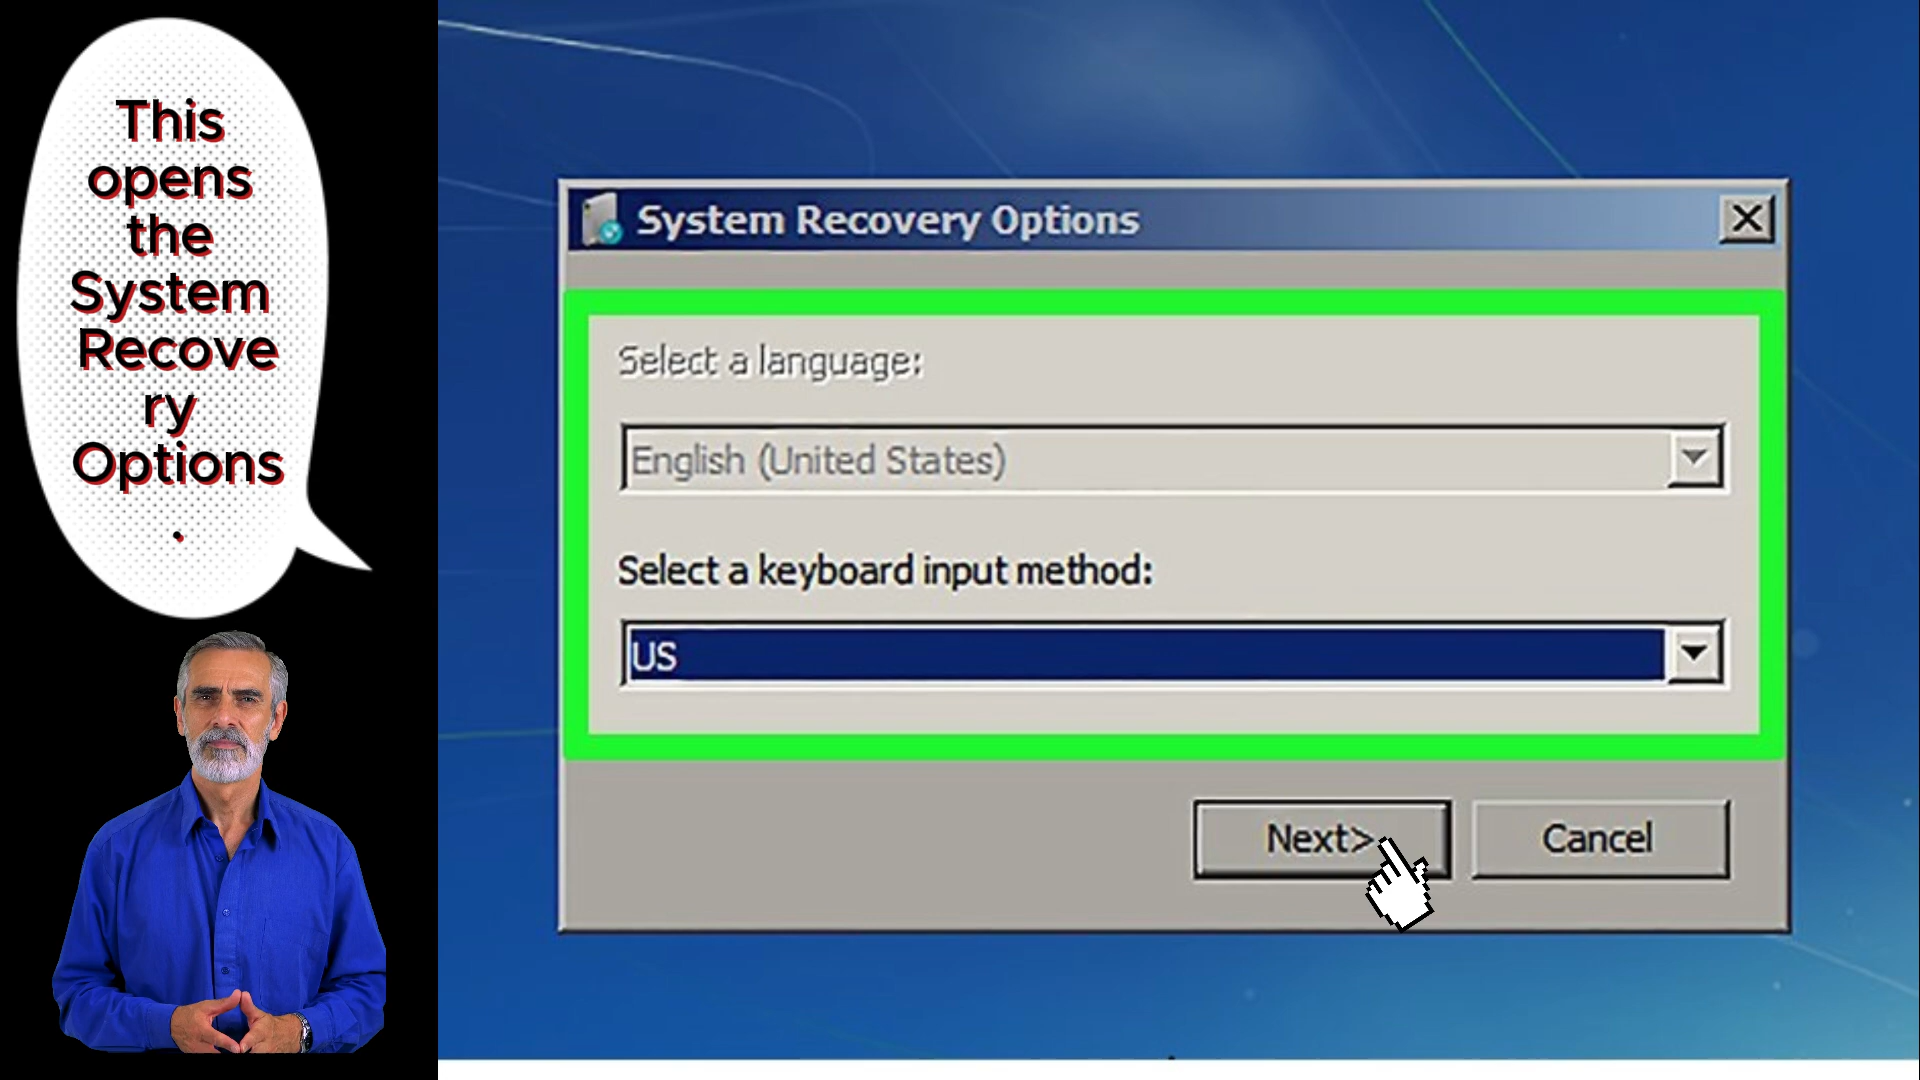 This
opens
the
System
Recove
ry
Options
.
System Recovery Options
Select a language:
English (United States)
Select a keyboard input method:
US
Next>
Cancel